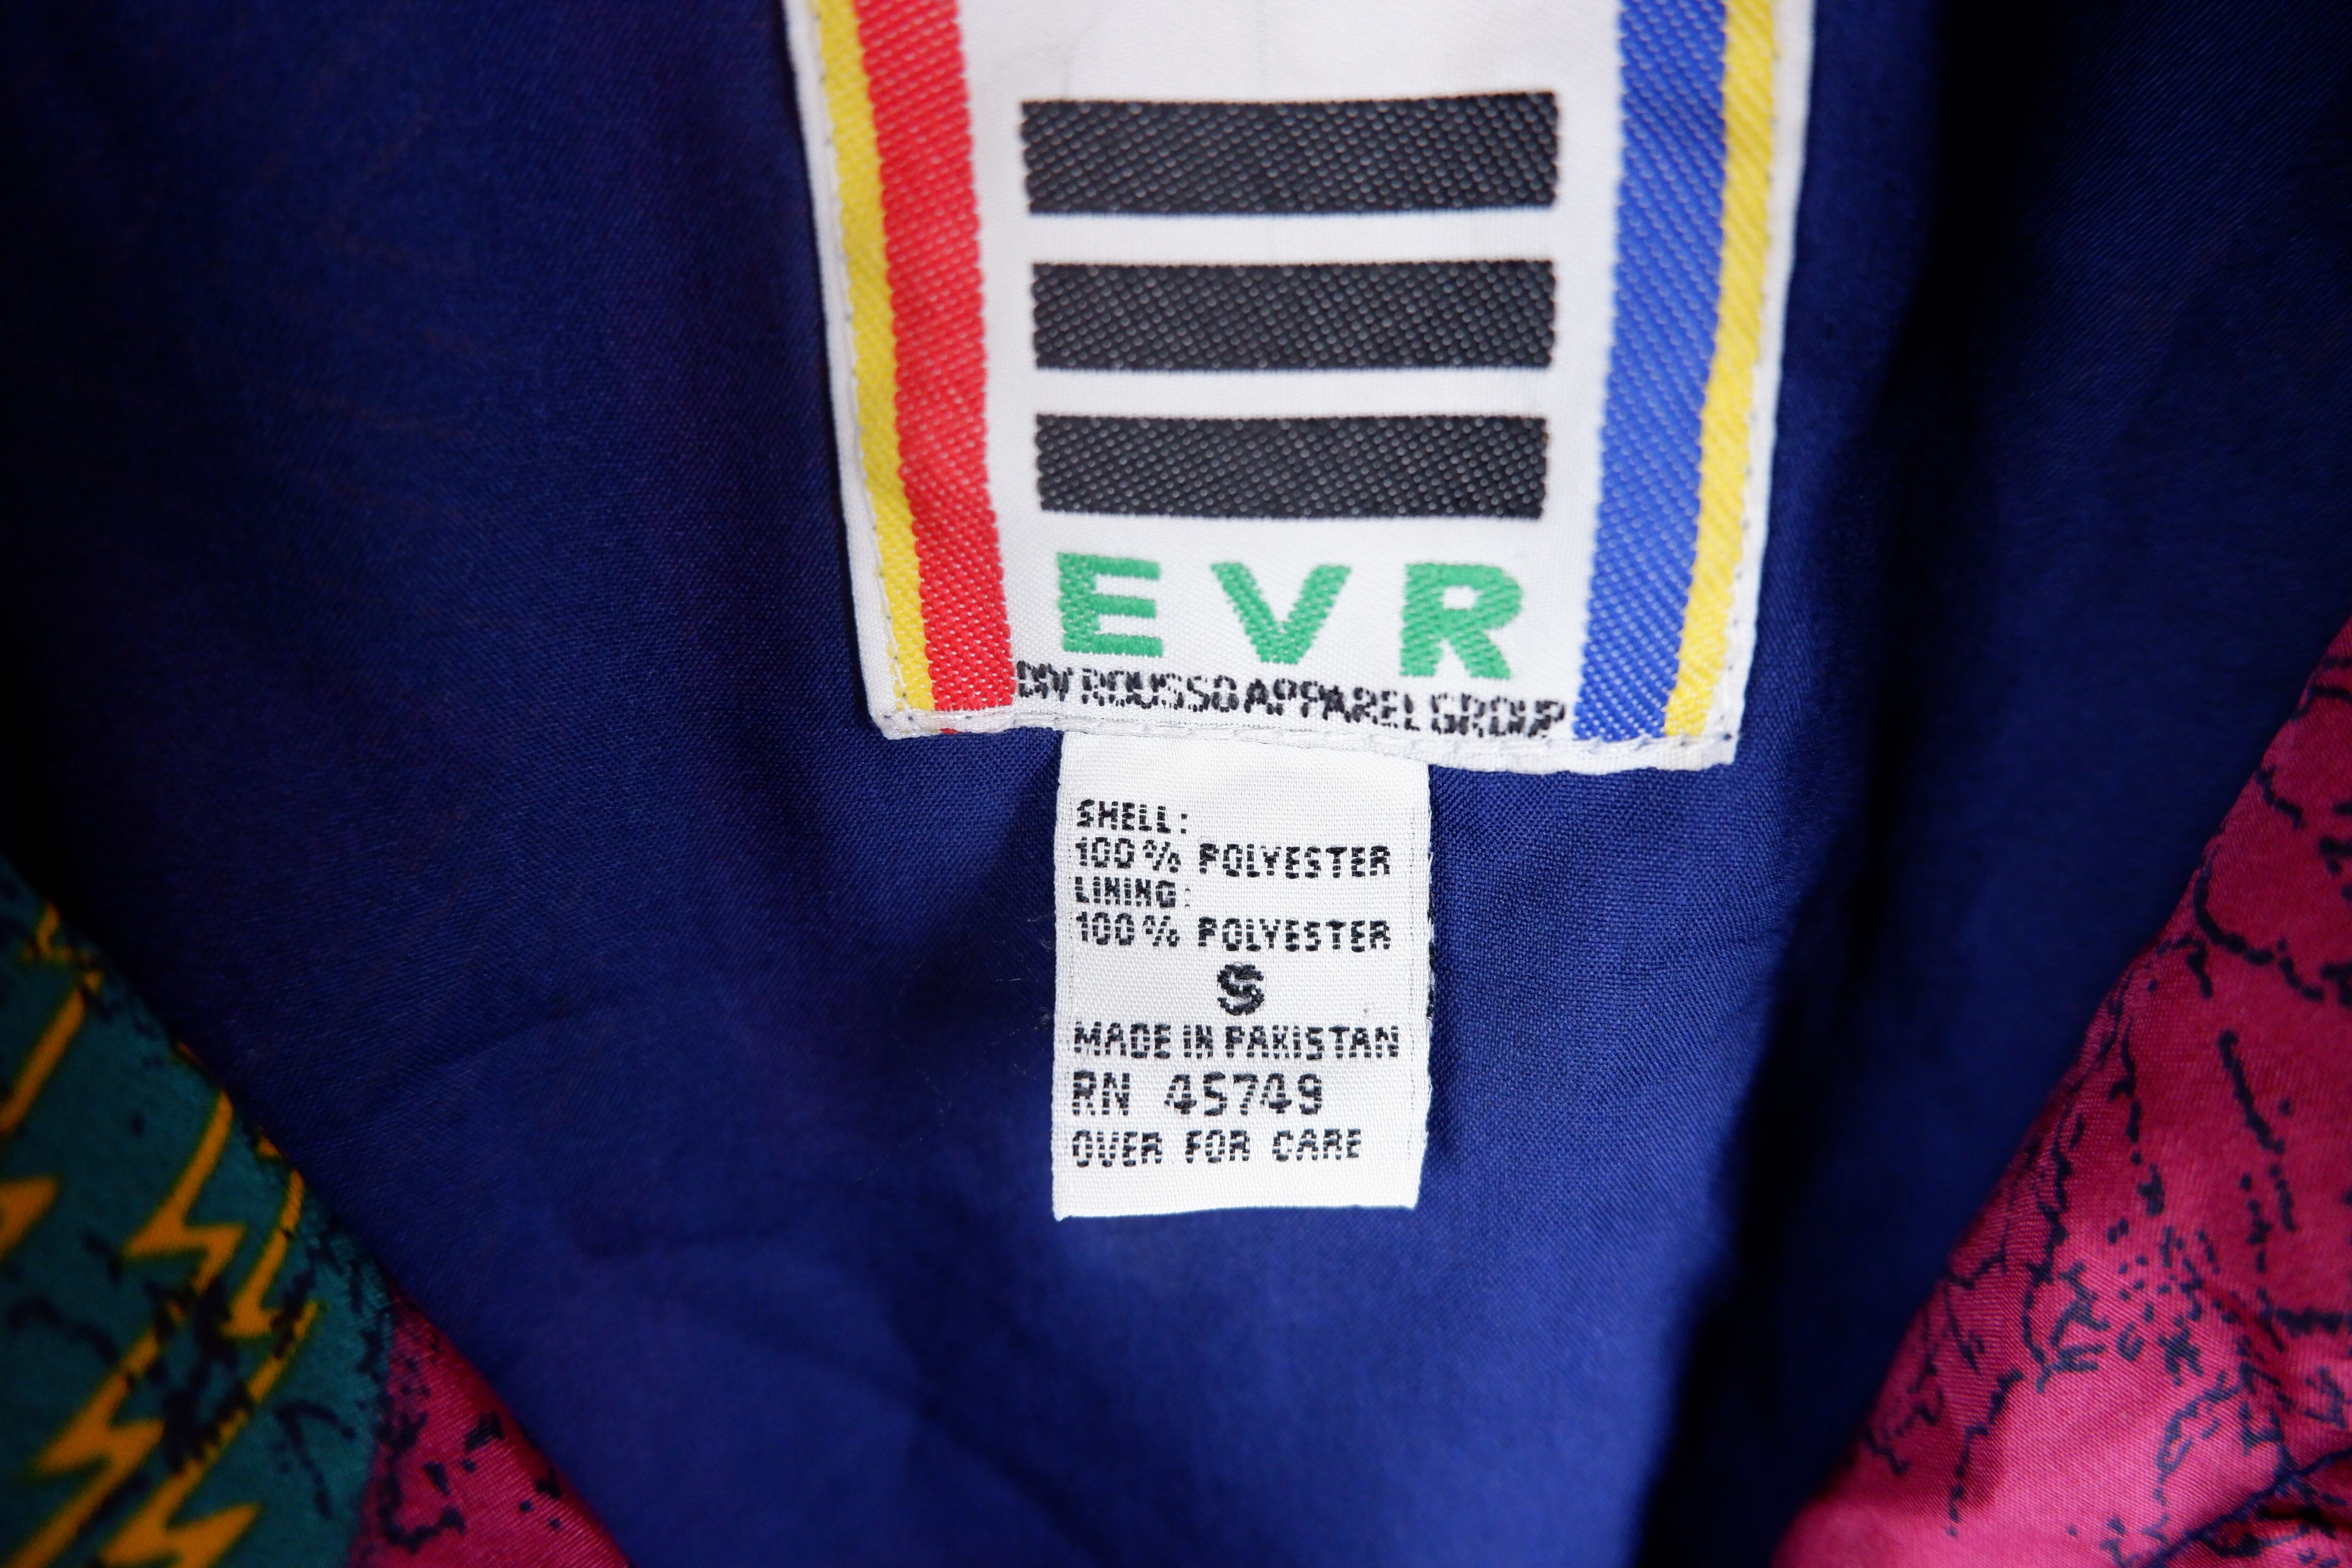 EVR
DIV ROUSSO APPAREL GROUP
SHELL:
100% POLYESTER
LINING:
100% POLYESTER
S
MADE IN PAKISTAN
RN 45749
OVER FOR CARE